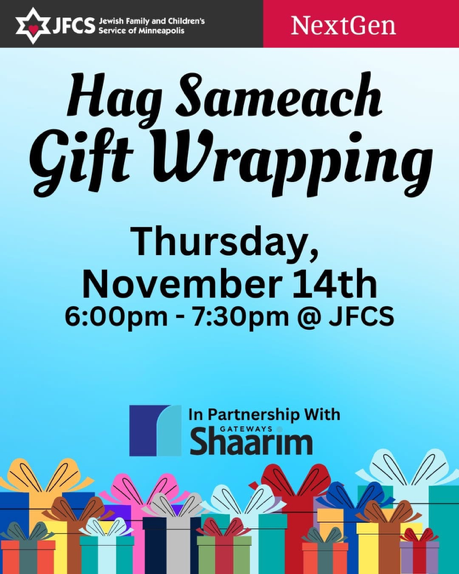 JFCS Jewish Family and Children's
Service of Minneapolis
NextGen
Hag Sameach
Gift Wrapping
Thursday,
November 14th
6:00pm - 7:30pm @ JFCS
In Partnership With
GATEWAYS
Shaarim